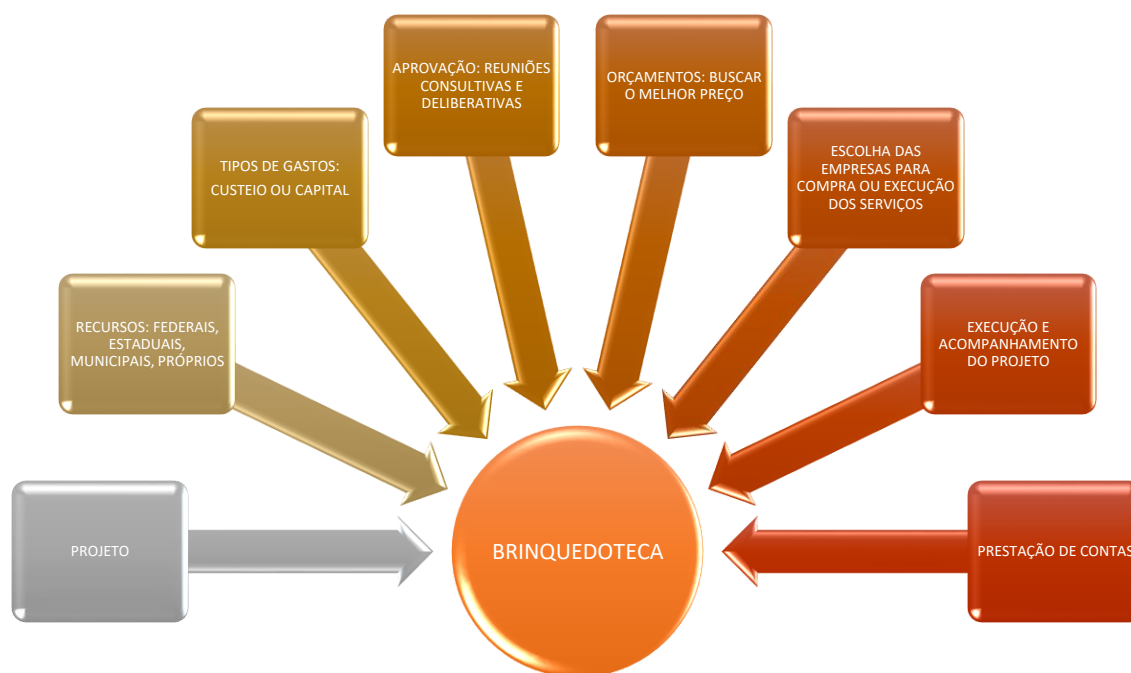 APROVAÇÃO: REUNIÕES
CONSULTIVAS E
DELIBERATIVAS
ORÇAMENTOS: BUSCAR
O MELHOR PREÇO
TIPOS DE GASTOS:
CUSTEIO OU CAPITAL
ESCOLHA DAS
EMPRESAS PARA
COMPRA OU EXECUÇÃO
DOS SERVIÇOS
RECURSOS: FEDERAIS,
ESTADUAIS,
MUNICIPAIS, PRÓPRIOS
EXECUÇÃO E
ACOMPANHAMENTO
DO PROJETO
PROJETO
BRINQUEDOTECA
PRESTAÇÃO DE CONTAS